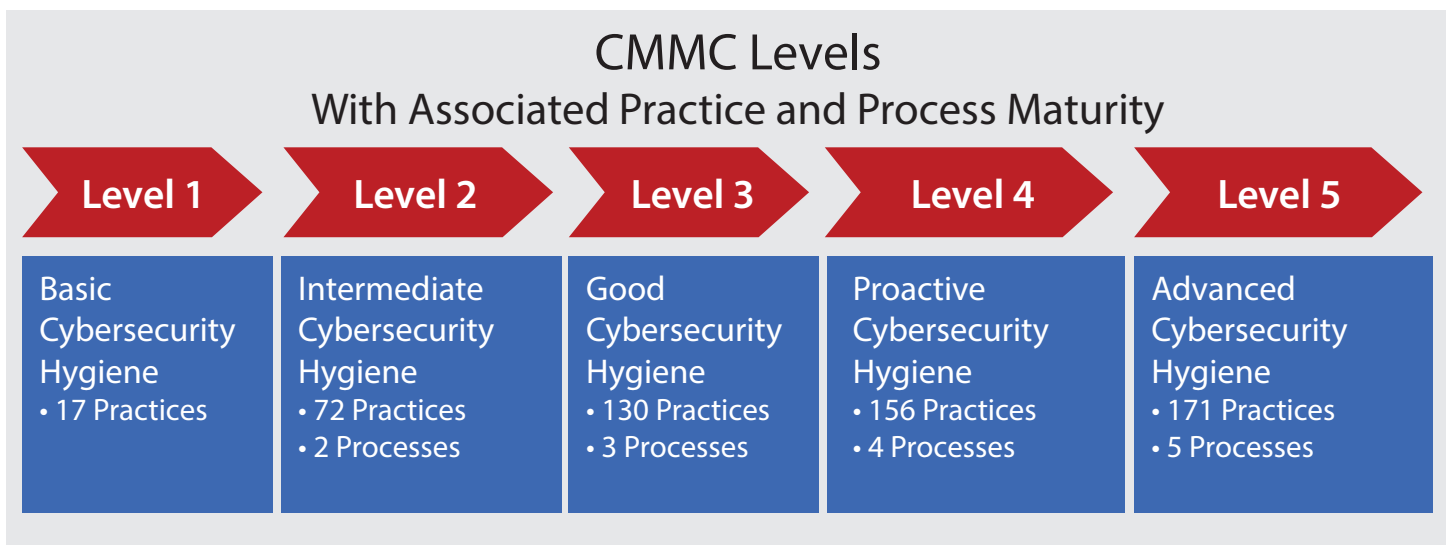 CMMC Levels
With Associated Practice and Process Maturity
Level 1
Level 2
Level 3
Level 4
Level 5
Basic
Cybersecurity
Hygiene
• 17 Practices
Intermediate
Cybersecurity
Hygiene
• 72 Practices
• 2 Processes
Good
Cybersecurity
Hygiene
• 130 Practices
• 3 Processes
Proactive
Cybersecurity
Hygiene
• 156 Practices
• 4 Processes
Advanced
Cybersecurity
Hygiene
• 171 Practices
• 5 Processes